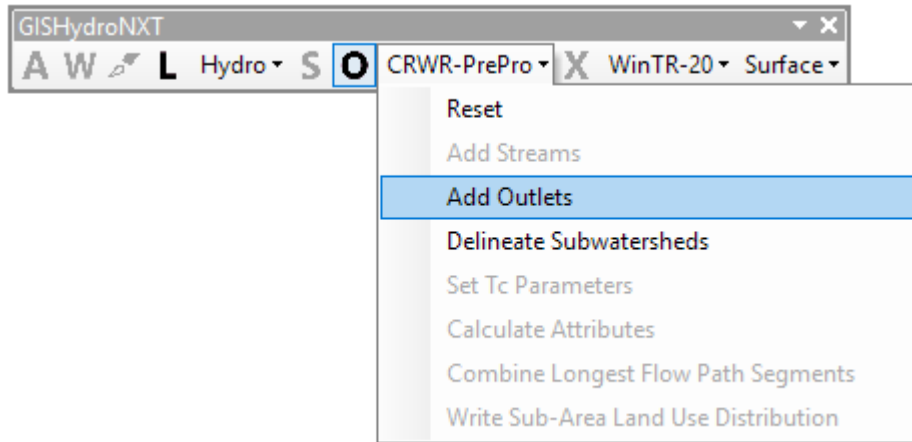 GISHydroNXT
A W L Hydro S O CRWR-PrePro X WinTR-20 Surface
Reset
Add Streams
Add Outlets
Delineate Subwatersheds
Set Tc Parameters
Calculate Attributes
Combine Longest Flow Path Segments
Write Sub-Area Land Use Distribution